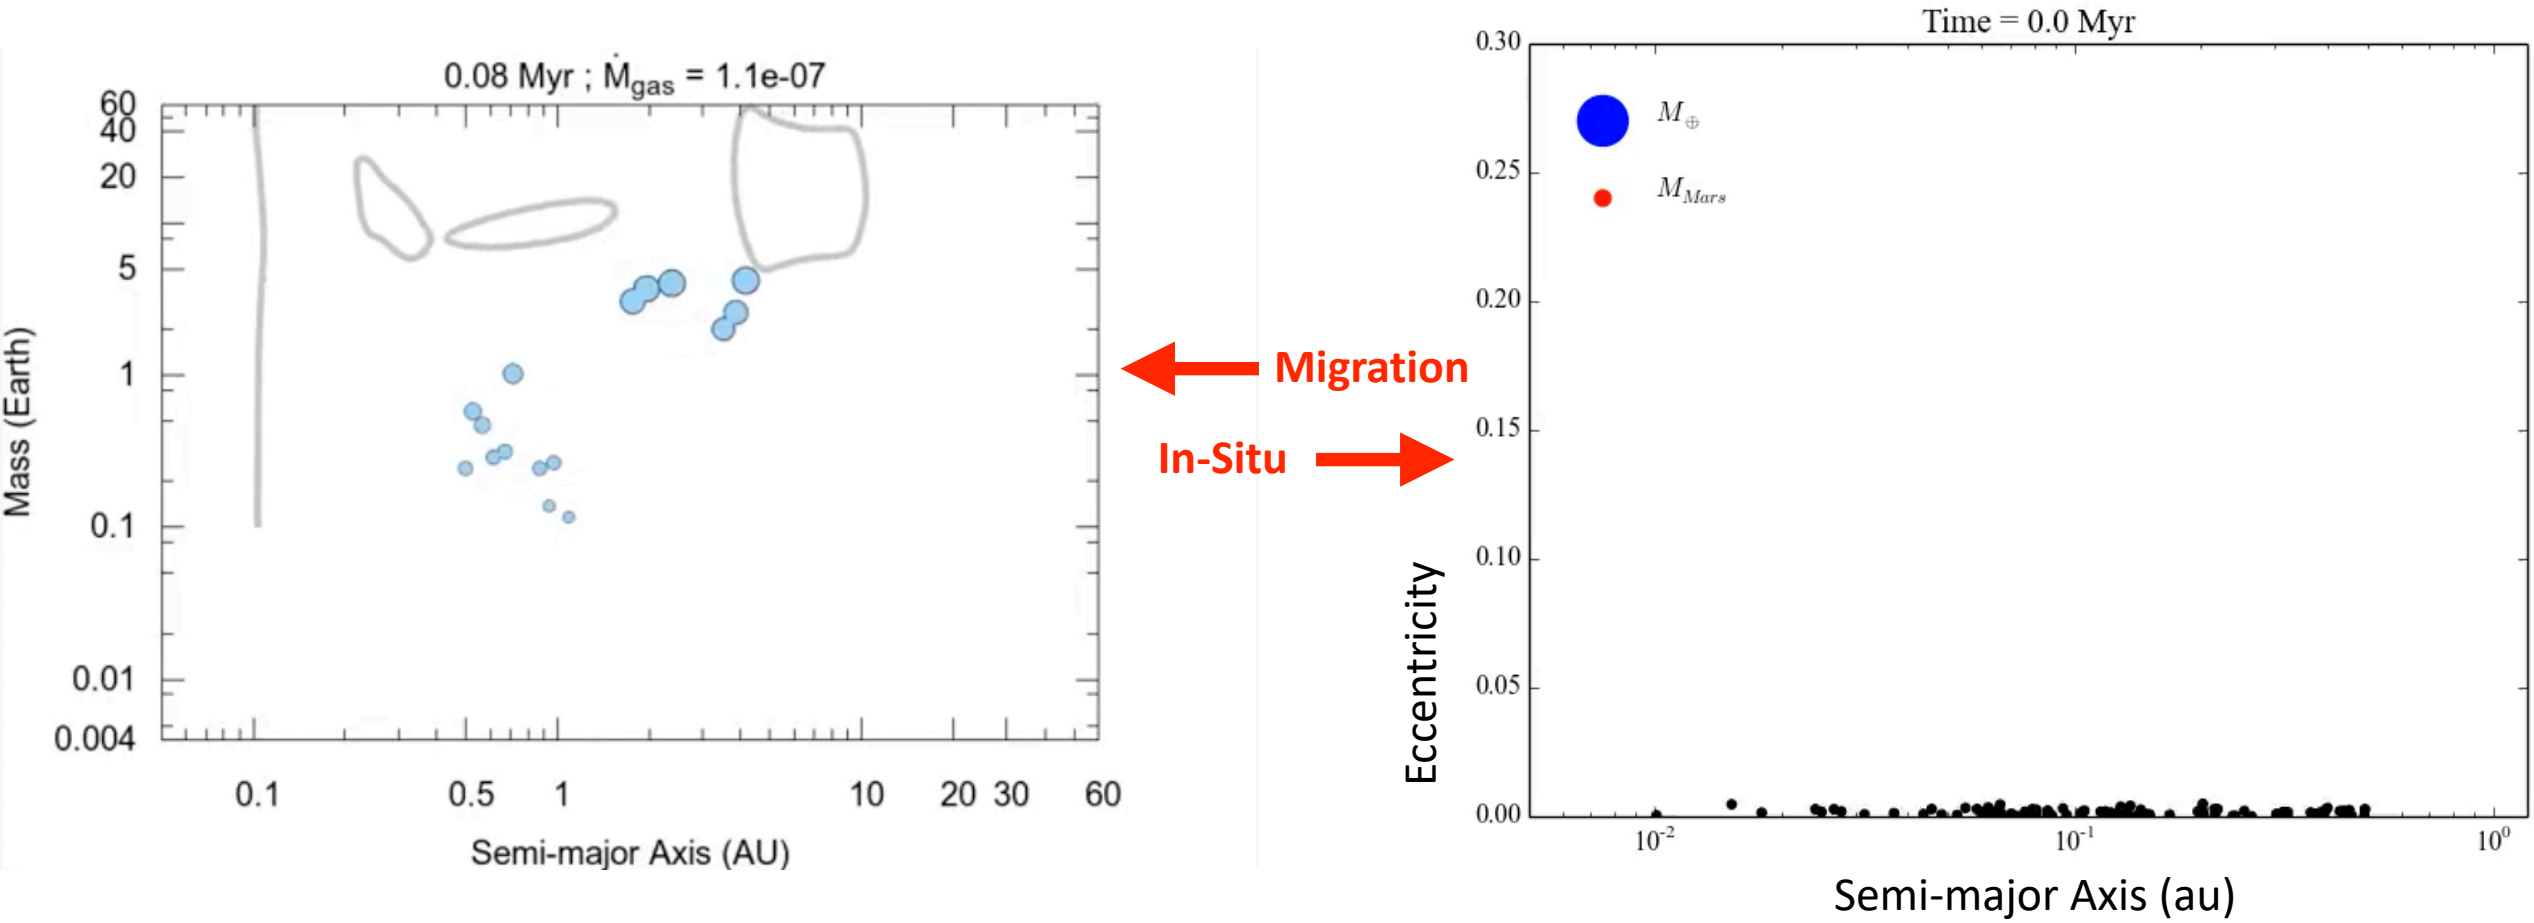 0.08 Myr ; Ṁgas = 1.1e-07
60
40
20
5
1
0.1
0.01
0.004
Mass (Earth)
0.1 0.5 1 10 20 30 60
Semi-major Axis (AU)
Migration
In-Situ
Time = 0.0 Myr
0.30
0.25
0.20
0.15
0.10
0.05
0.00
M⊕
MMars
Eccentricity
10⁻² 10⁻¹ 10⁰
Semi-major Axis (au)